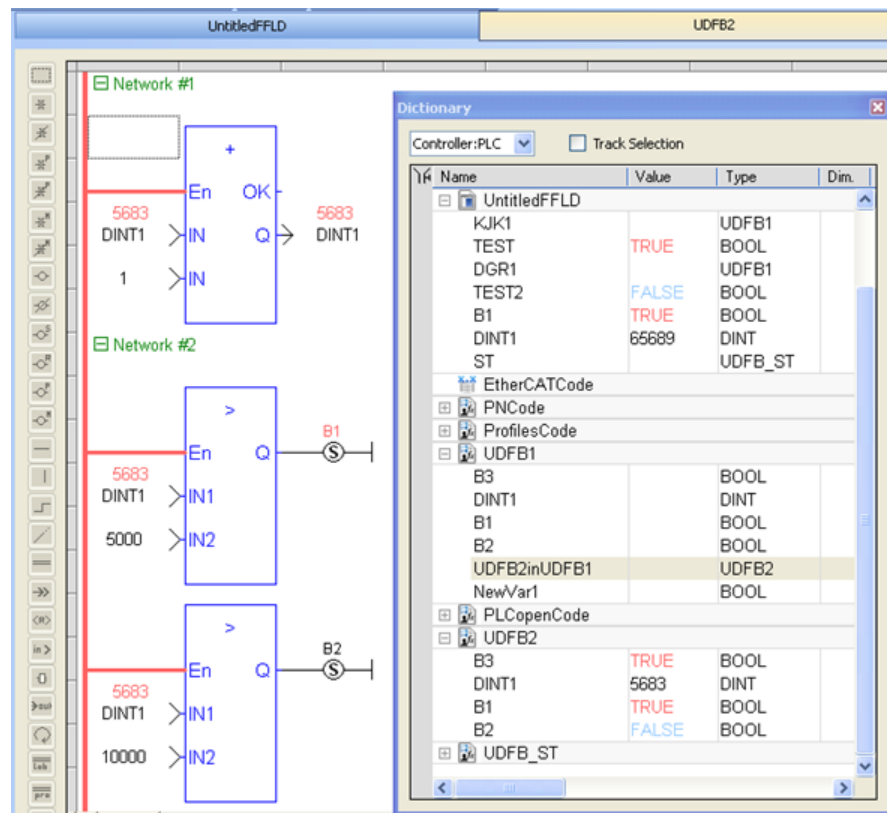 UntitledFFLD UDFB2
Network #1
+
En OK
5683 5683
DINT1 IN Q DINT1
1 IN
Network #2
>
B1
En Q S
5683
DINT1 IN1
5000 IN2
>
B2
En Q S
5683
DINT1 IN1
10000 IN2
Dictionary
Controller:PLC Track Selection
Name Value Type Dim.
UntitledFFLD
KJK1 UDFB1
TEST TRUE BOOL
DGR1 UDFB1
TEST2 FALSE BOOL
B1 TRUE BOOL
DINT1 65689 DINT
ST UDFB_ST
EtherCATCode
PNCode
ProfilesCode
UDFB1
B3 BOOL
DINT1 DINT
B1 BOOL
B2 BOOL
UDFB2inUDFB1 UDFB2
NewVar1 BOOL
PLCopenCode
UDFB2
B3 TRUE BOOL
DINT1 5683 DINT
B1 TRUE BOOL
B2 FALSE BOOL
UDFB_ST